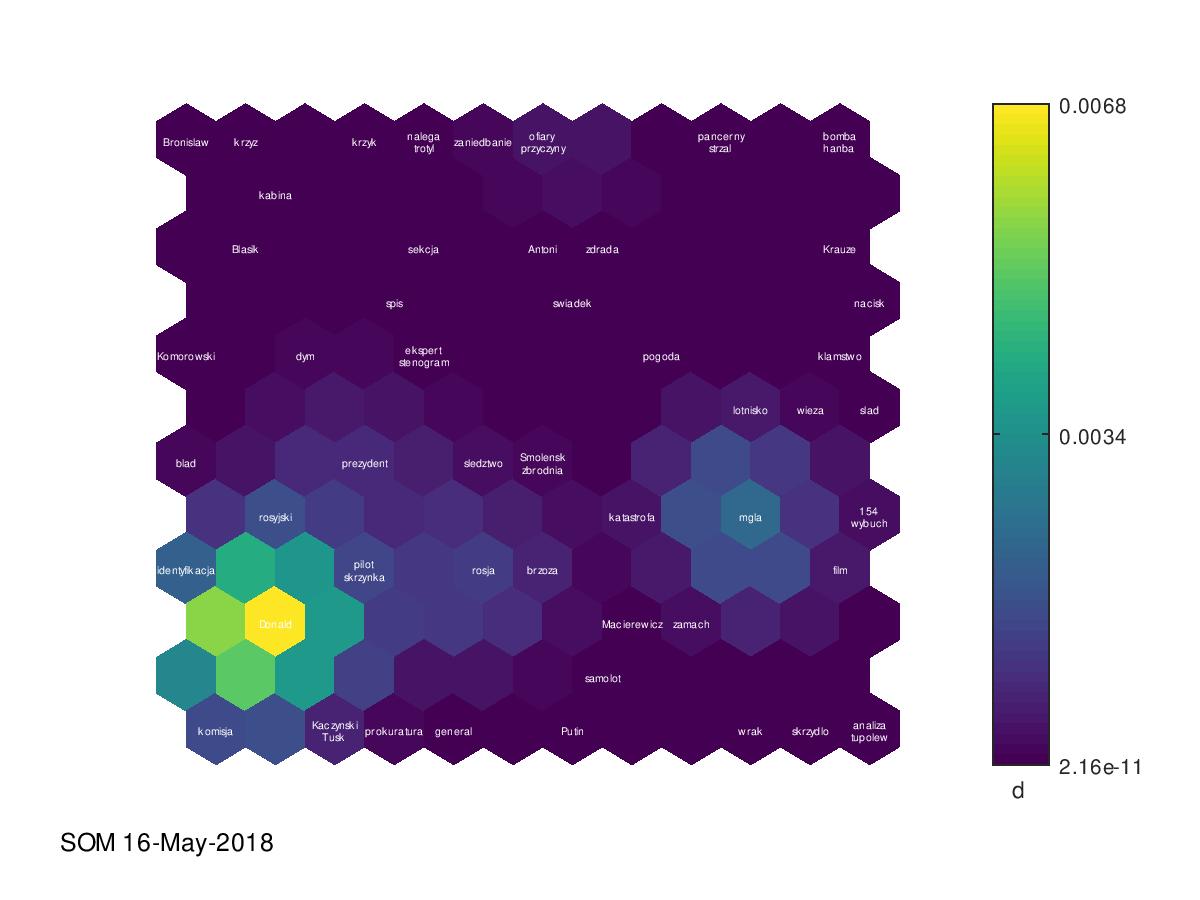 0.0068
Bronislaw krzyz krzyk nalega zaniedbanie ofiary pancerny bomba
trotyl przyczyny strzal hanba
kabina
Blasik sekcja Antoni zdrada Krauze
spis swiadek nacisk
Komorowski dym ekspert pogoda klamstwo
stenogram
lotnisko wieza slad
0.0034
blad prezydent sledztwo Smolensk
zbrodnia
rosyjski katastrofa mgla 154
wybuch
identyfikacja pilot rosja brzoza film
skrzynka
Donald Macierewicz zamach
samolot
komisja Kaczynski prokuratura general Putin wrak skrzydlo analiza
Tusk tupolew
2.16e-11
d
SOM 16-May-2018